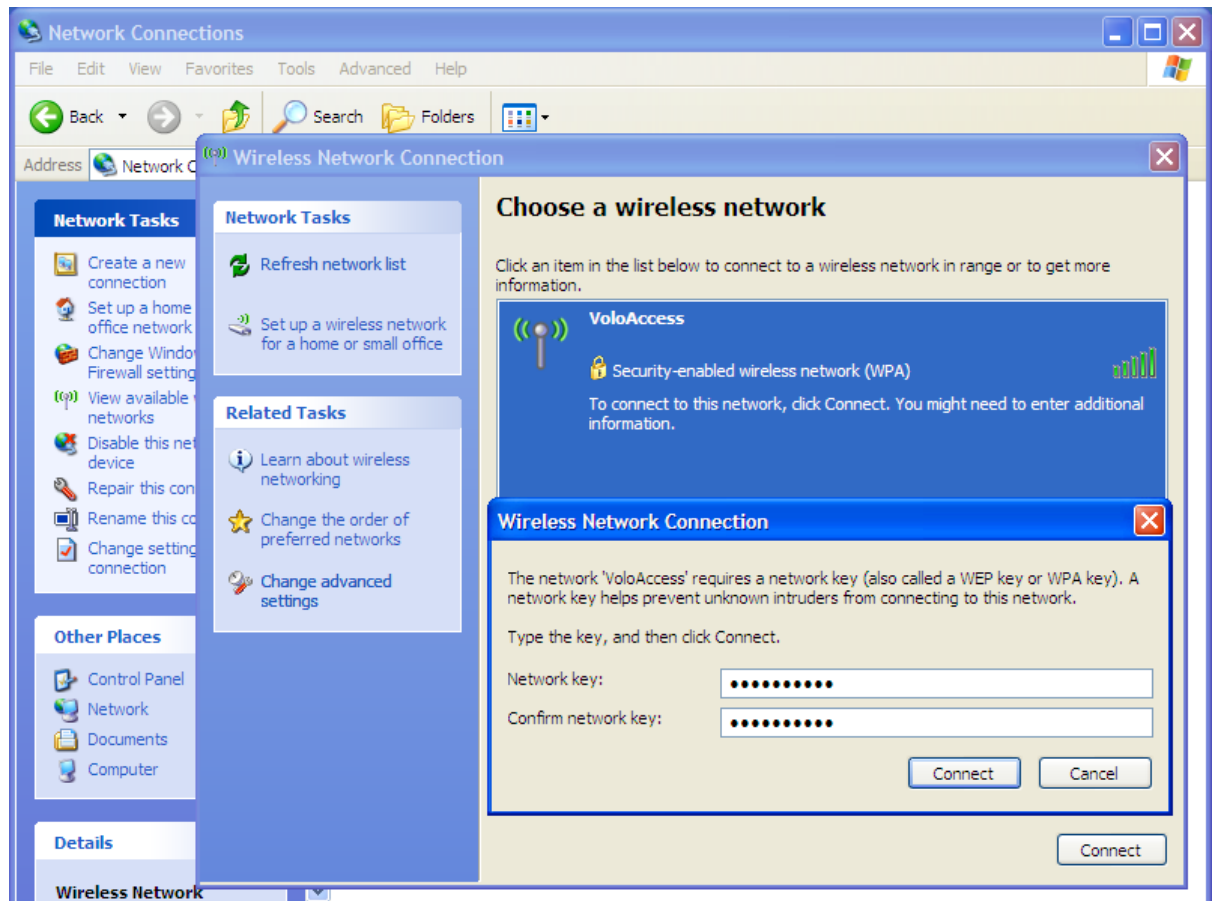 Network Connections
File Edit View Favorites Tools Advanced Help
Back Search Folders
Address Network C
Network Tasks
Create a new
connection
Set up a home
office network
Change Windo
Firewall setting
View available
networks
Disable this net
device
Repair this con
Rename this co
Change setting
connection
Other Places
Control Panel
Network
Documents
Computer
Details
Wireless Network
Wireless Network Connection
Network Tasks
Refresh network list
Set up a wireless network
for a home or small office
Related Tasks
Learn about wireless
networking
Change the order of
preferred networks
Change advanced
settings
Choose a wireless network
Click an item in the list below to connect to a wireless network in range or to get more
information.
VoloAccess
Security-enabled wireless network (WPA)
To connect to this network, click Connect. You might need to enter additional
information.
Wireless Network Connection
The network 'VoloAccess' requires a network key (also called a WEP key or WPA key). A
network key helps prevent unknown intruders from connecting to this network.
Type the key, and then click Connect.
Network key: ••••••••••
Confirm network key: ••••••••••
Connect Cancel
Connect